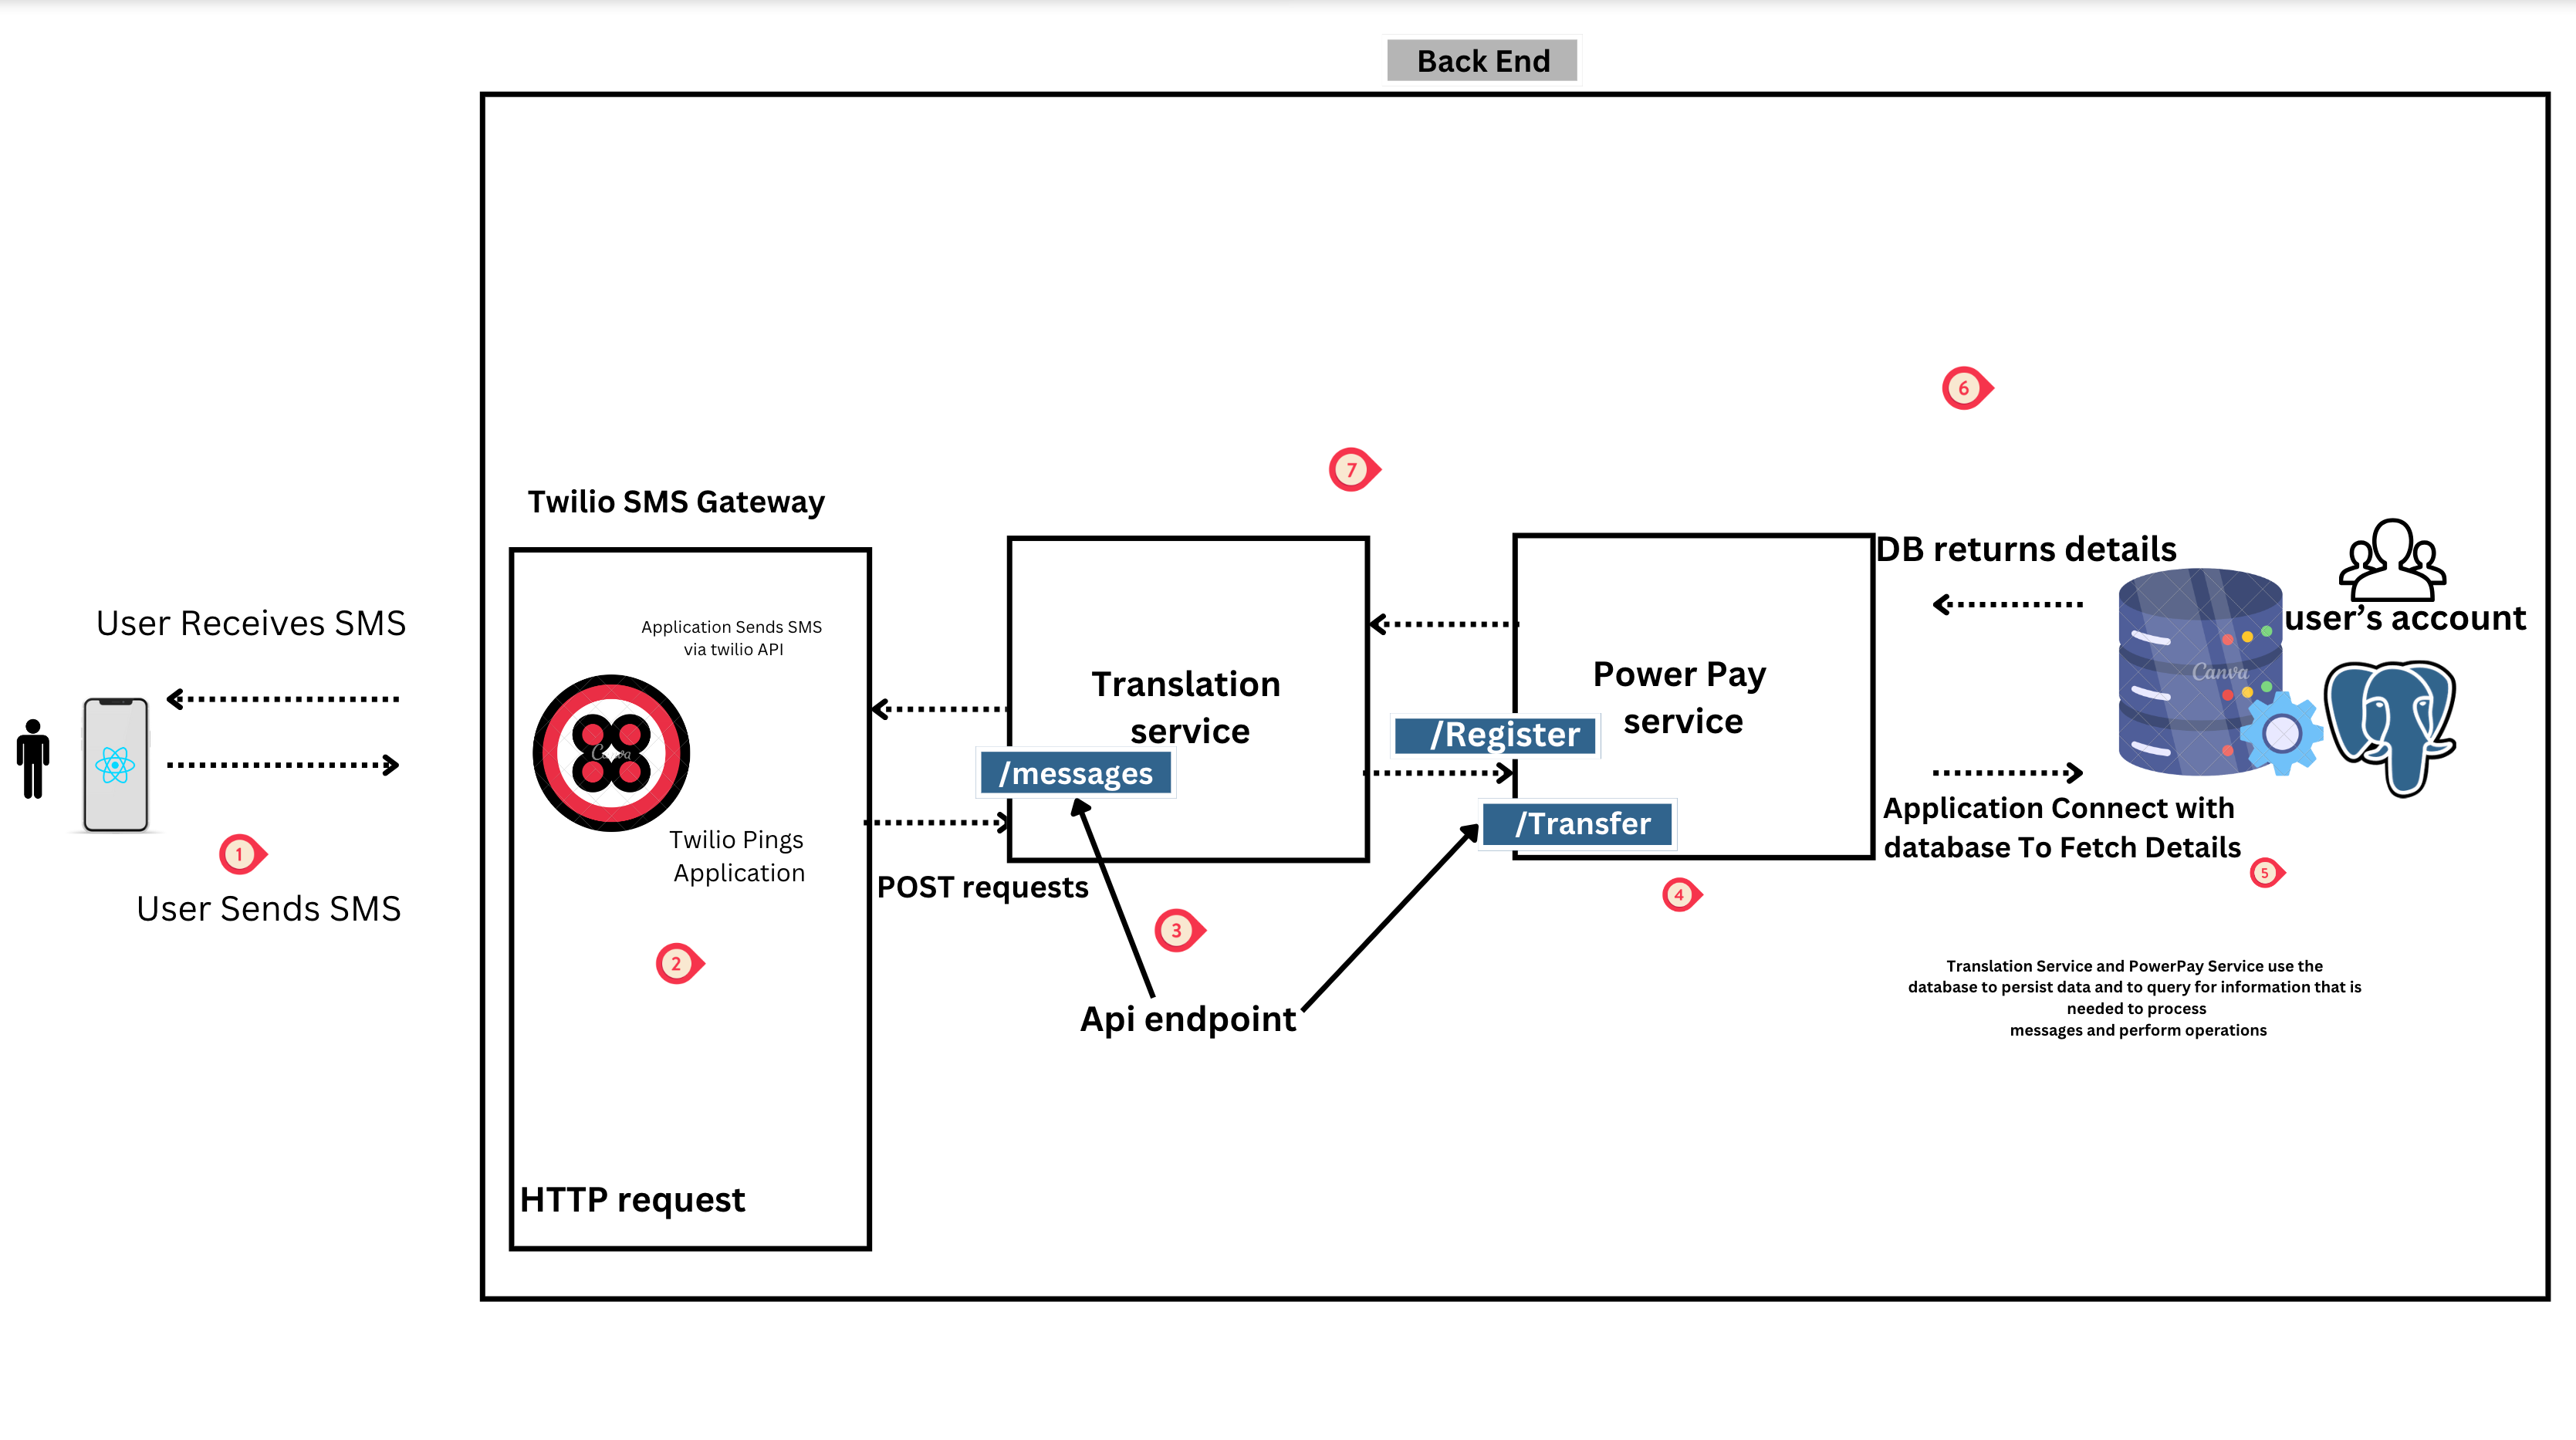 Back End
6
7
Twilio SMS Gateway
DB returns details
User Receives SMS
Application Sends SMS
via twilio API
user's account
Translation
service
Power Pay
service
Canva
Canva
/Register
/messages
/Transfer
Twilio Pings
Application
Application Connect with
database To Fetch Details
1
POST requests
4
5
User Sends SMS
3
2
Api endpoint
Translation Service and PowerPay Service use the
database to persist data and to query for information that is
needed to process
messages and perform operations
HTTP request